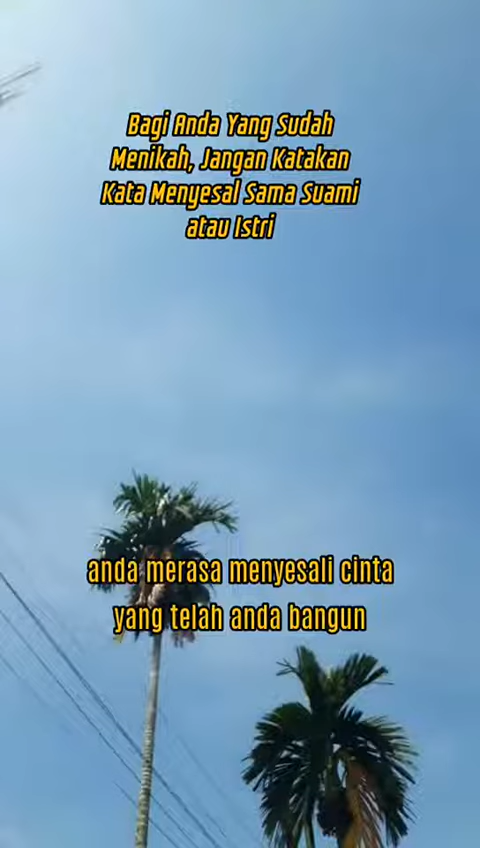 Bagi Anda Yang Sudah
Menikah, Jangan Katakan
Kata Menyesal Sama Suami
atau Istri
anda merasa menyesali cinta
yang telah anda bangun